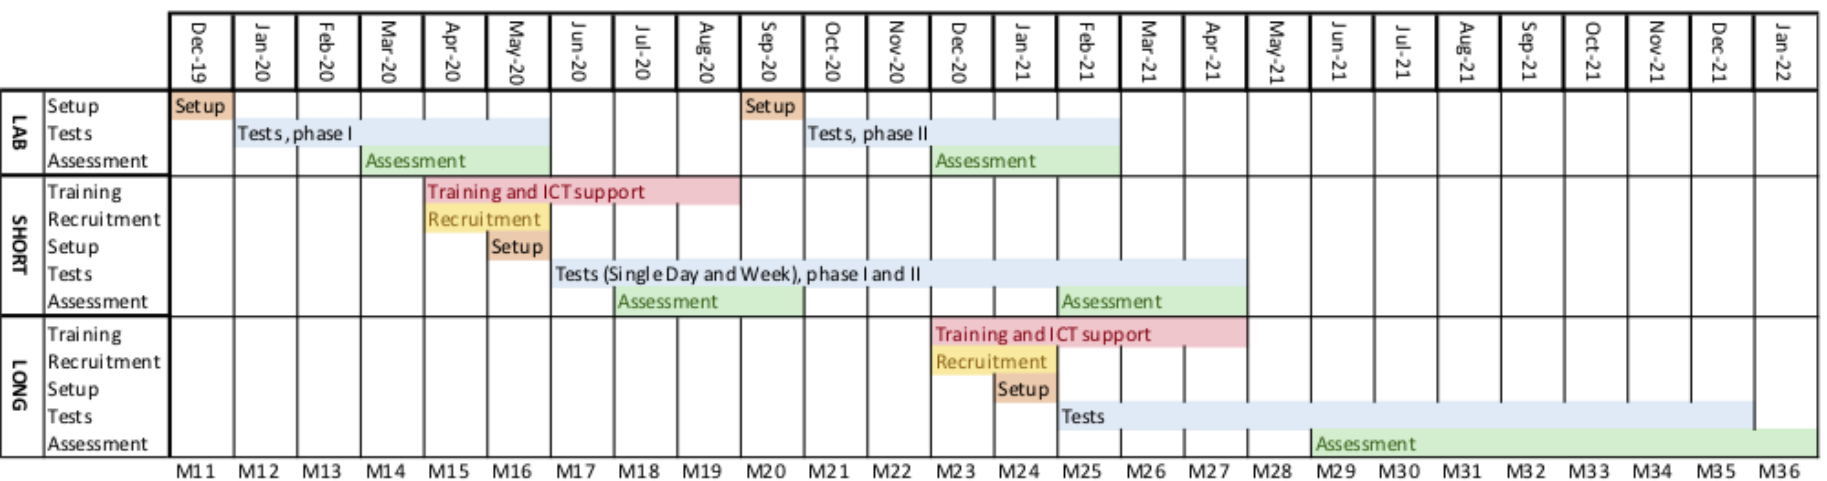 Dec-19 Jan-20 Feb-20 Mar-20 Apr-20 May-20 Jun-20 Jul-20 Aug-20 Sep-20 Oct-20 Nov-20 Dec-20 Jan-21 Feb-21 Mar-21 Apr-21 May-21 Jun-21 Jul-21 Aug-21 Sep-21 Oct-21 Nov-21 Dec-21 Jan-22
LAB
Setup Setup Setup
Tests Tests, phase I Tests, phase II
Assessment Assessment Assessment
SHORT
Training Training and ICT support
Recruitment Recruitment
Setup Setup
Tests Tests (Single Day and Week), phase I and II
Assessment Assessment Assessment
LONG
Training Training and ICT support
Recruitment Recruitment
Setup Setup
Tests Tests
Assessment Assessment
M11 M12 M13 M14 M15 M16 M17 M18 M19 M20 M21 M22 M23 M24 M25 M26 M27 M28 M29 M30 M31 M32 M33 M34 M35 M36